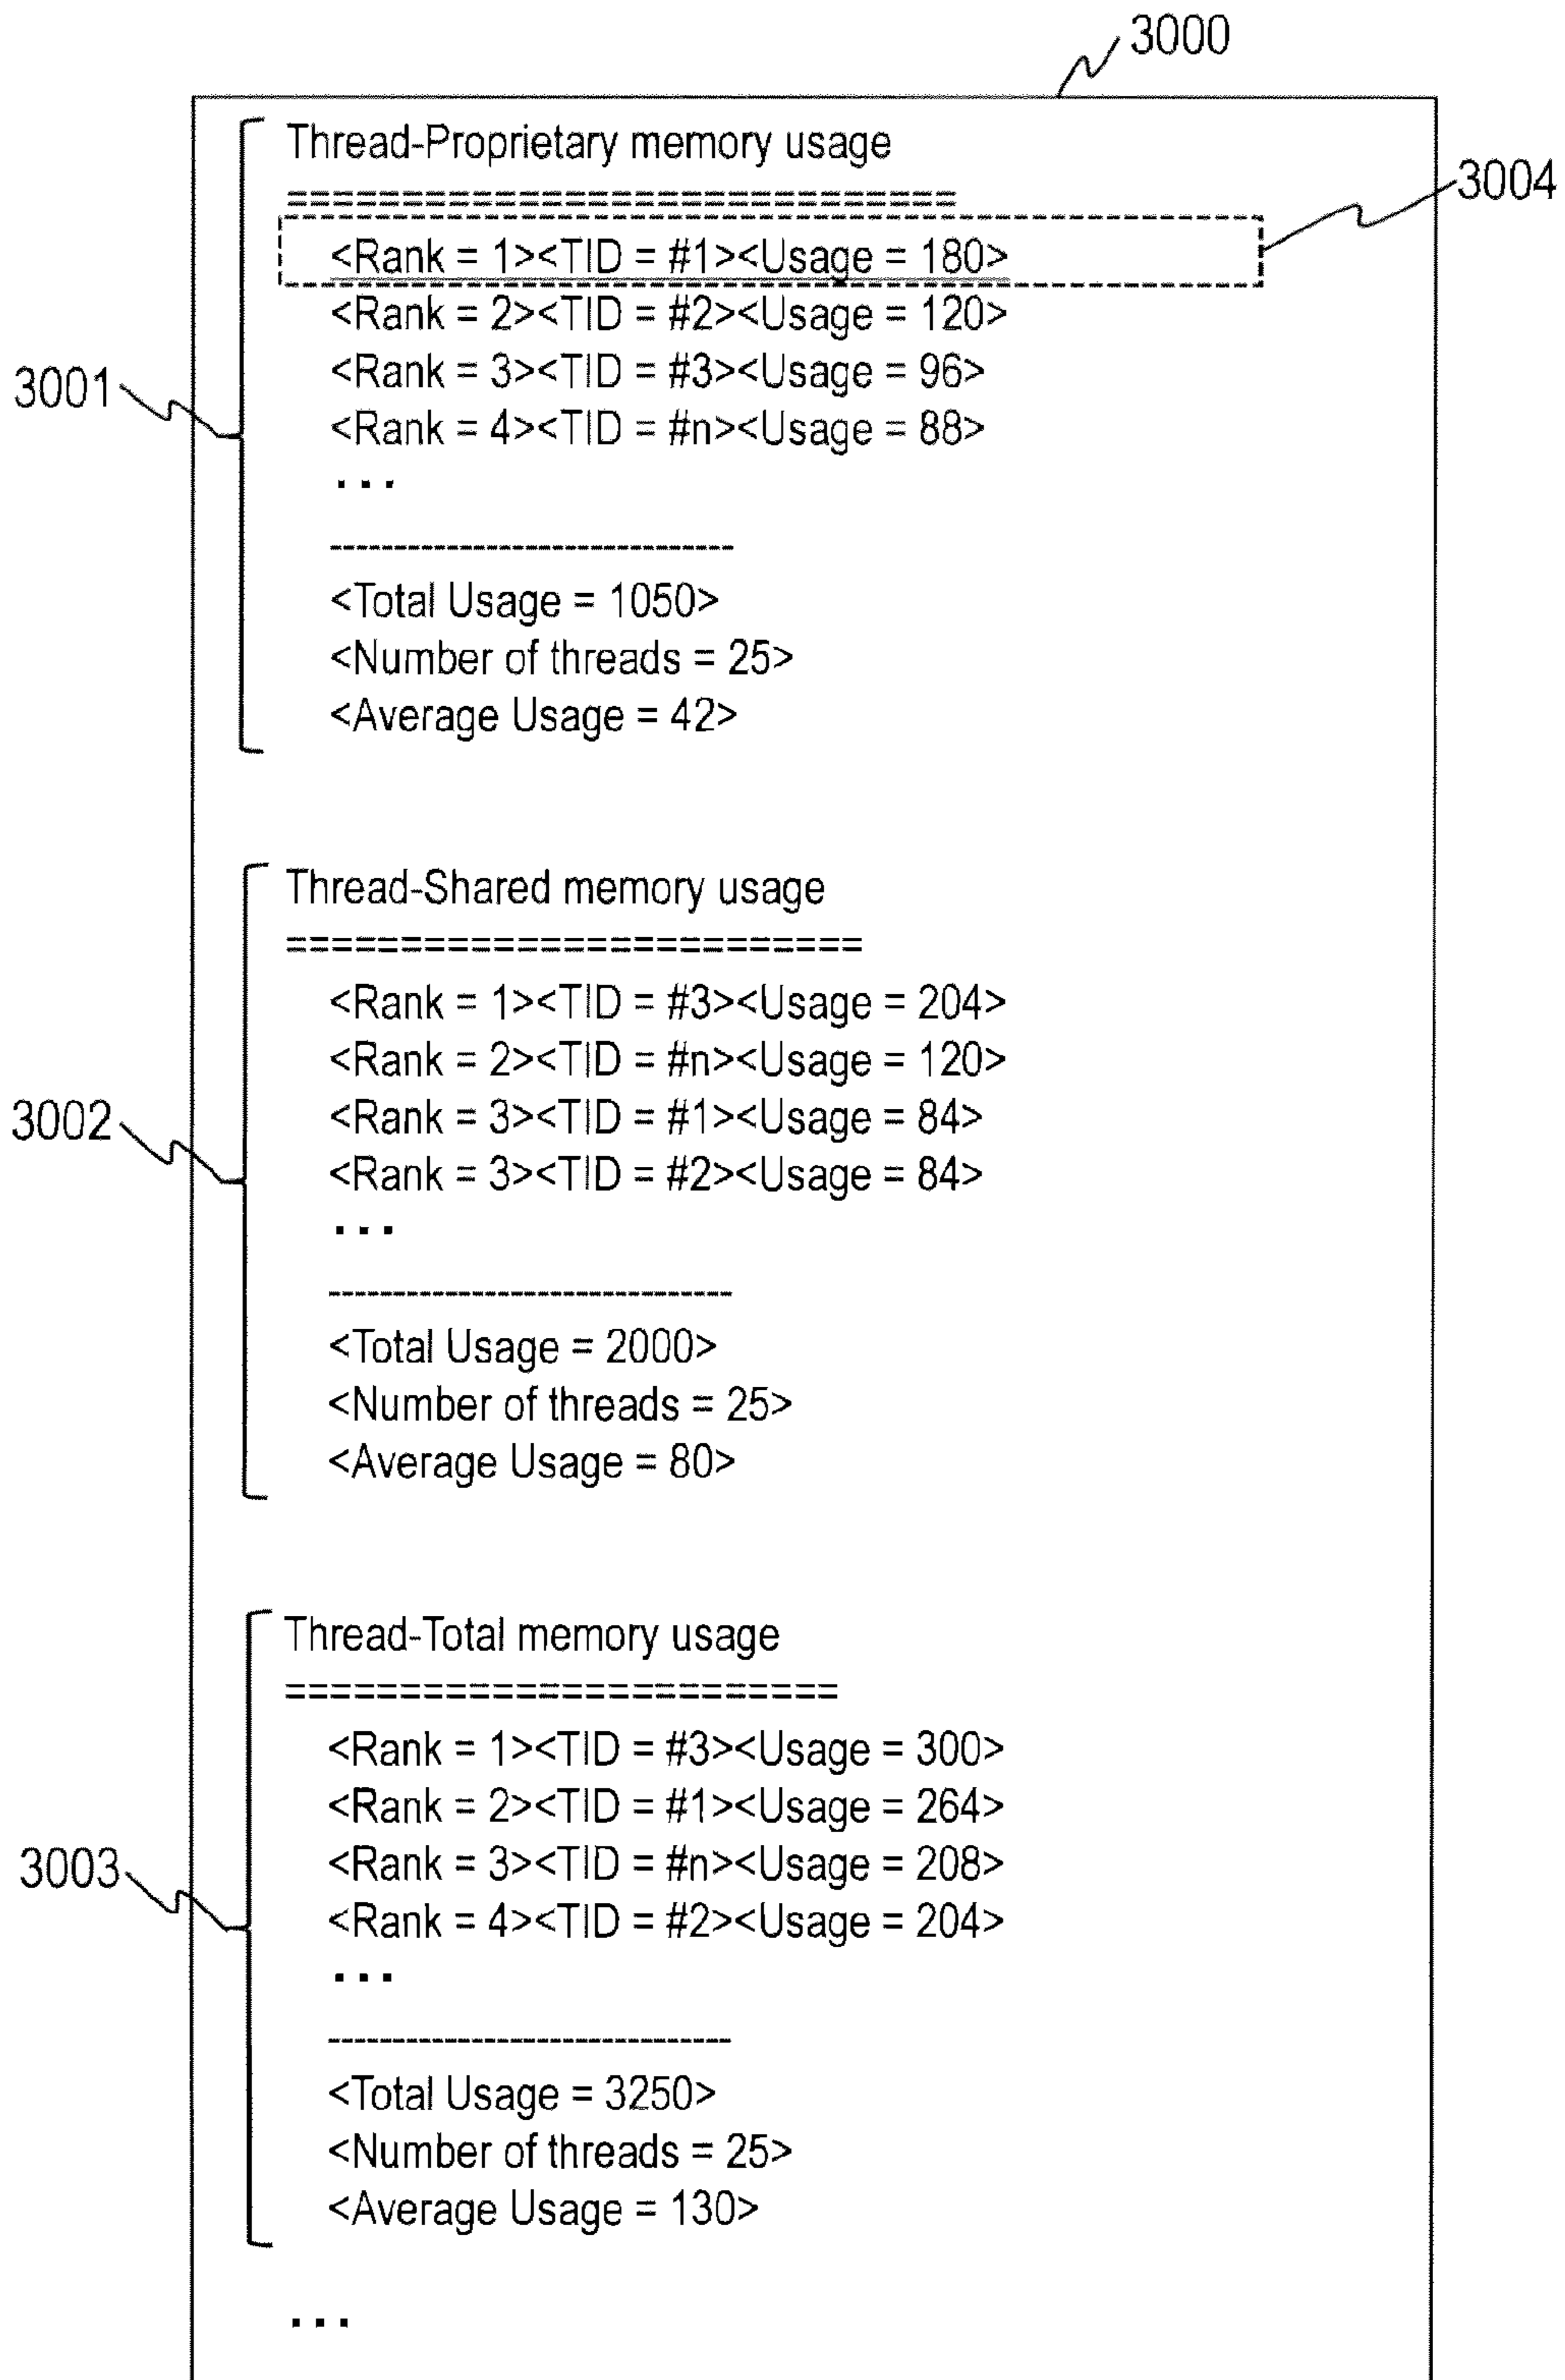 3000
Thread-Proprietary memory usage
=============================
3004
<Rank = 1><TID = #1><Usage = 180>
<Rank = 2><TID = #2><Usage = 120>
<Rank = 3><TID = #3><Usage = 96>
3001
<Rank = 4><TID = #n><Usage = 88>
...
-----------------------------
<Total Usage = 1050>
<Number of threads = 25>
<Average Usage = 42>
Thread-Shared memory usage
=========================
<Rank = 1><TID = #3><Usage = 204>
<Rank = 2><TID = #n><Usage = 120>
3002
<Rank = 3><TID = #1><Usage = 84>
<Rank = 3><TID = #2><Usage = 84>
...
-----------------------------
<Total Usage = 2000>
<Number of threads = 25>
<Average Usage = 80>
Thread-Total memory usage
========================
<Rank = 1><TID = #3><Usage = 300>
<Rank = 2><TID = #1><Usage = 264>
3003
<Rank = 3><TID = #n><Usage = 208>
<Rank = 4><TID = #2><Usage = 204>
...
-----------------------------
<Total Usage = 3250>
<Number of threads = 25>
<Average Usage = 130>
...